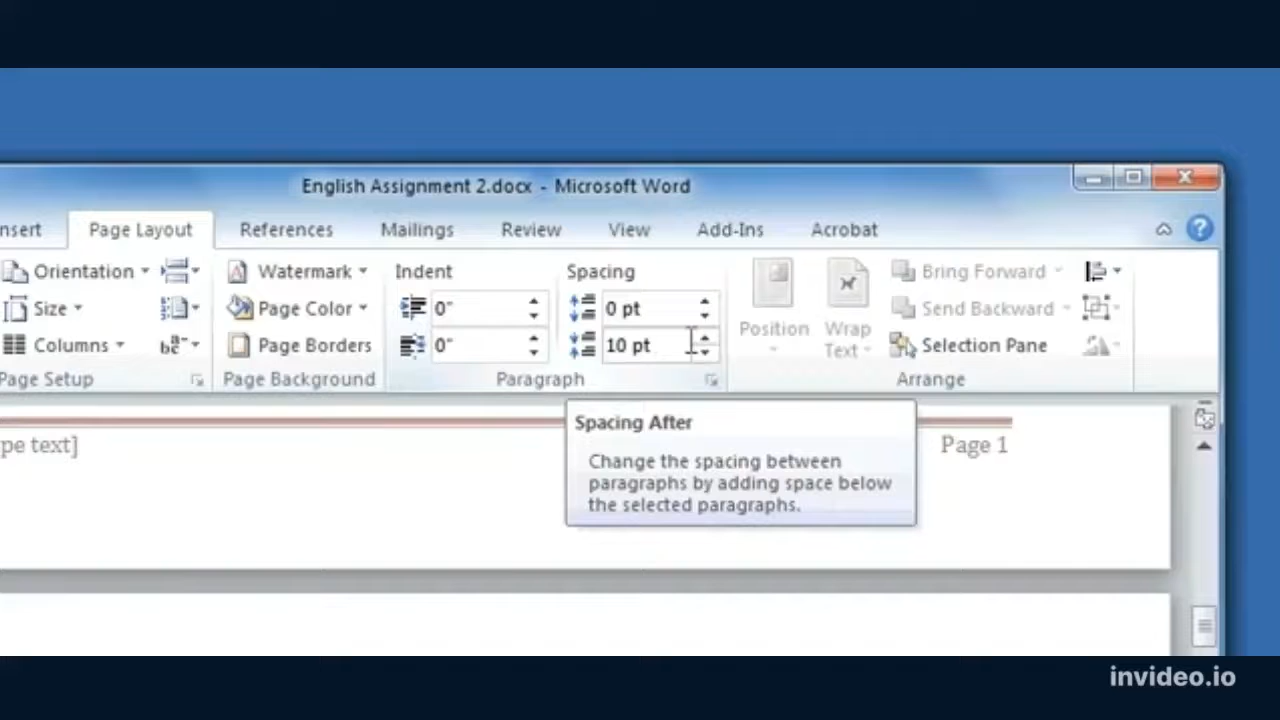 English Assignment 2.docx - Microsoft Word
nsert Page Layout References Mailings Review View Add-Ins Acrobat
Orientation Watermark Indent Spacing Bring Forward
Size Page Color 0" 0 pt Position Wrap Text Send Backward
Columns Page Borders 0" 10 pt Selection Pane
Page Setup Page Background Paragraph Arrange
pe text] Page 1
Spacing After
Change the spacing between
paragraphs by adding space below
the selected paragraphs.
invideo.io